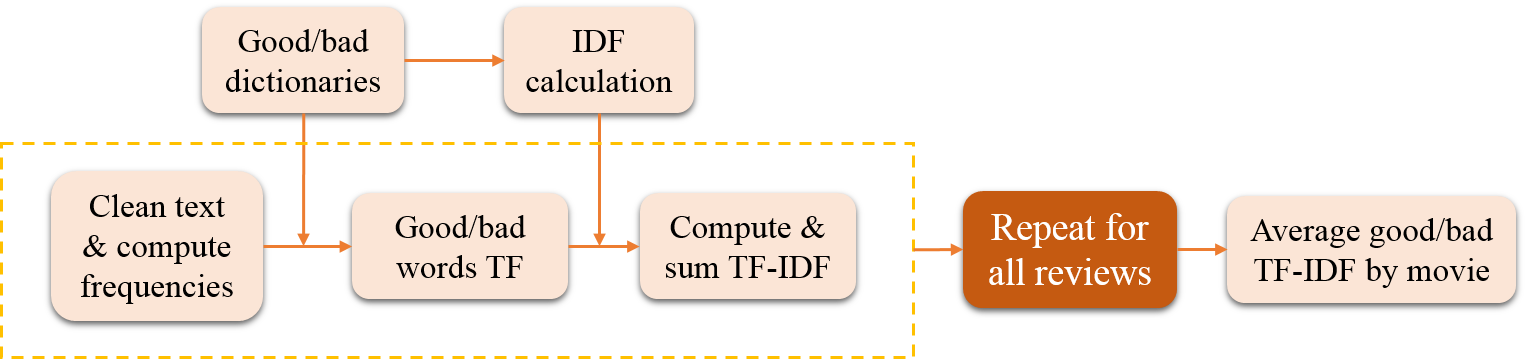 Good/bad
dictionaries
IDF
calculation
Clean text
& compute
frequencies
Good/bad
words TF
Compute &
sum TF-IDF
Repeat for
all reviews
Average good/bad
TF-IDF by movie